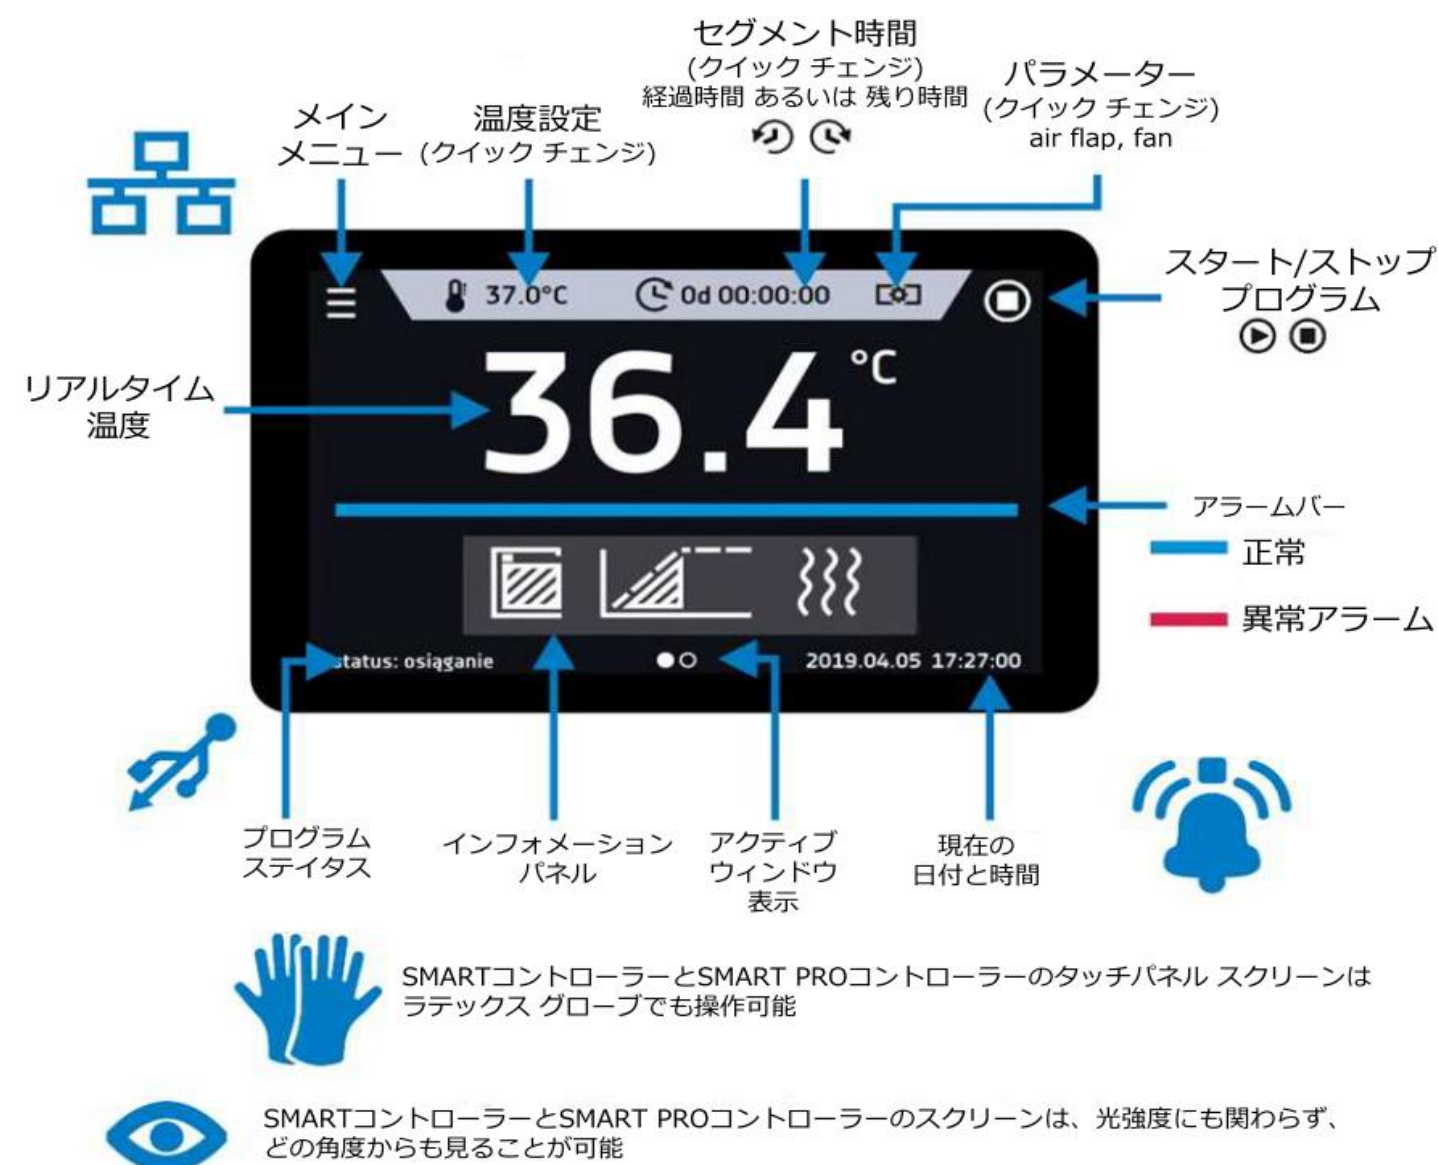 セグメント時間
(クイック チェンジ)
経過時間 あるいは 残り時間
パラメーター
(クイック チェンジ)
air flap, fan
メイン
メニュー
温度設定
(クイック チェンジ)
スタート/ストップ
プログラム
37.0°C
0d 00:00:00
36.4
°C
リアルタイム
温度
アラームバー
正常
異常アラーム
status: osiąganie
2019.04.05 17:27:00
プログラム
ステイタス
インフォメーション
パネル
アクティブ
ウィンドウ
表示
現在の
日付と時間
SMARTコントローラーとSMART PROコントローラーのタッチパネル スクリーンは
ラテックス グローブでも操作可能
SMARTコントローラーとSMART PROコントローラーのスクリーンは、光強度にも関わらず、
どの角度からも見ることが可能